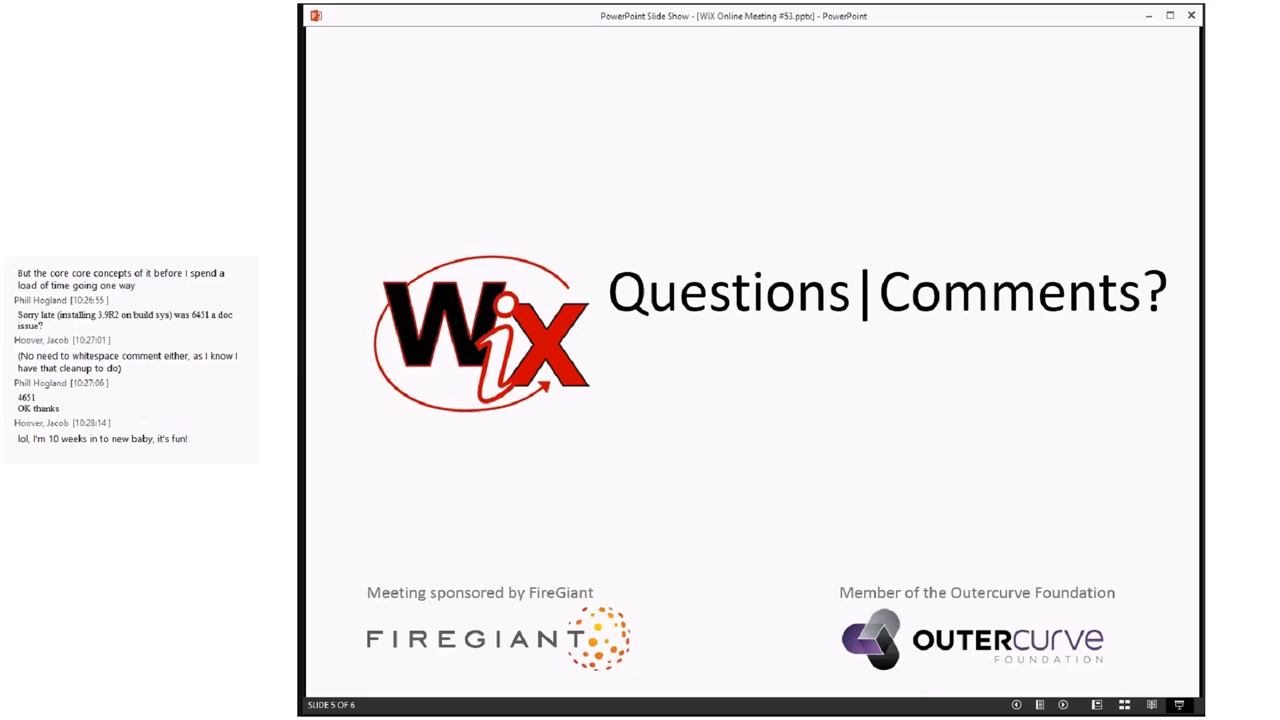 PowerPoint Slide Show - [WiX Online Meeting #53.pptx] - PowerPoint
But the core core concepts of it before I spend a
load of time going one way
Phill Hogland [10:26:55]
Sorry late (installing 3.9R2 on build sys) was 6451 a doc
issue?
Hoover, Jacob [10:27:01]
(No need to whitespace comment either, as I know I
have that cleanup to do)
Phill Hogland [10:27:06]
4651
OK thanks
Hoover, Jacob [10:28:14]
lol, I'm 10 weeks in to new baby, it's fun!
WiX
Questions|Comments?
Meeting sponsored by FireGiant
FIREGIANT
Member of the Outercurve Foundation
OUTERCURVE
FOUNDATION
SLIDE 5 OF 6